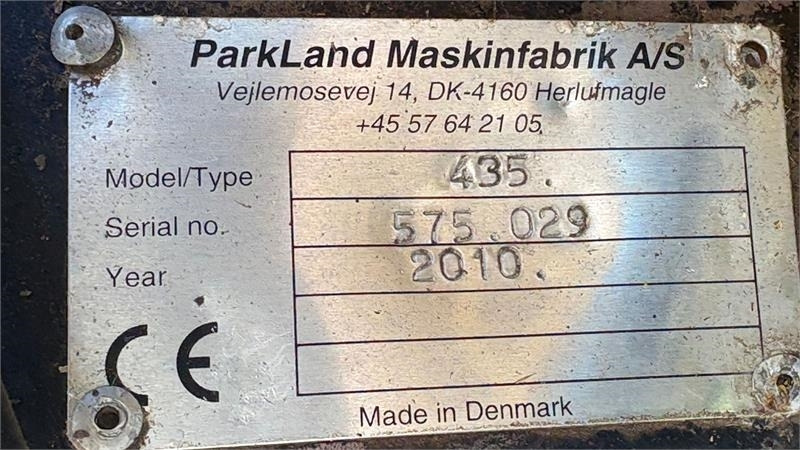 ParkLand Maskinfabrik A/S
Vejlemosevej 14, DK-4160 Herlufmagle
+45 57 64 21 05
Model/Type 435.
Serial no. 575.029
Year 2010.
CE
Made in Denmark